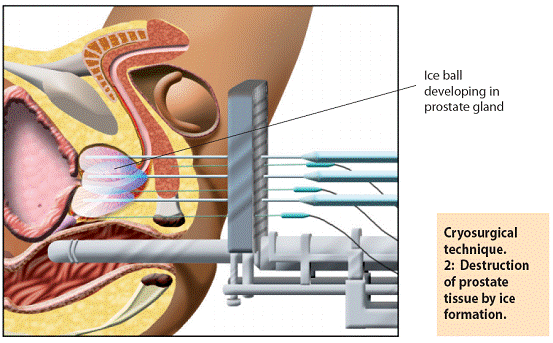 Ice ball
developing in
prostate gland
Cryosurgical
technique.
2: Destruction
of prostate
tissue by ice
formation.